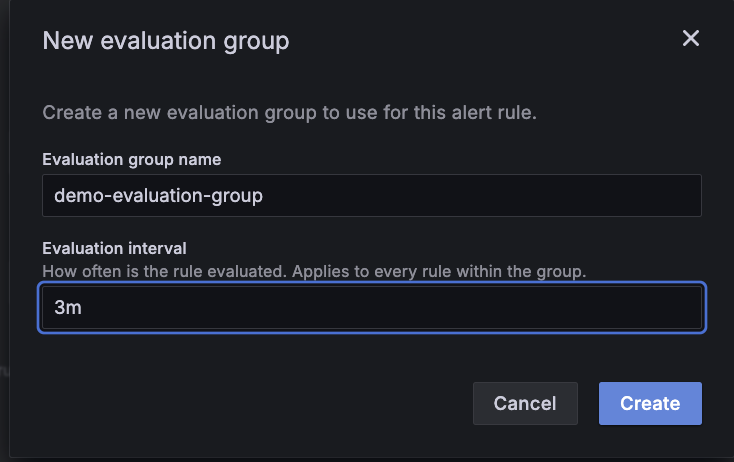 New evaluation group
Create a new evaluation group to use for this alert rule.
Evaluation group name
demo-evaluation-group
Evaluation interval
How often is the rule evaluated. Applies to every rule within the group.
3m
Cancel
Create